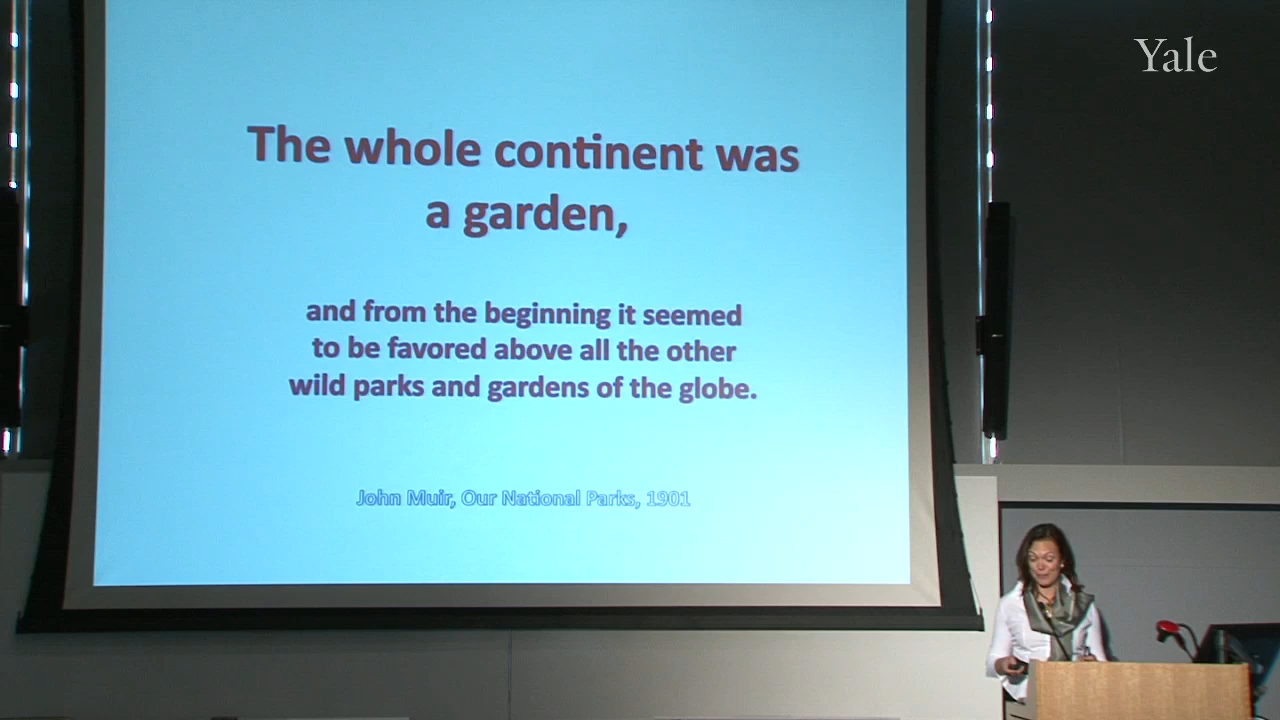 Yale
The whole continent was
a garden,
and from the beginning it seemed
to be favored above all the other
wild parks and gardens of the globe.
John Muir, Our National Parks, 1901